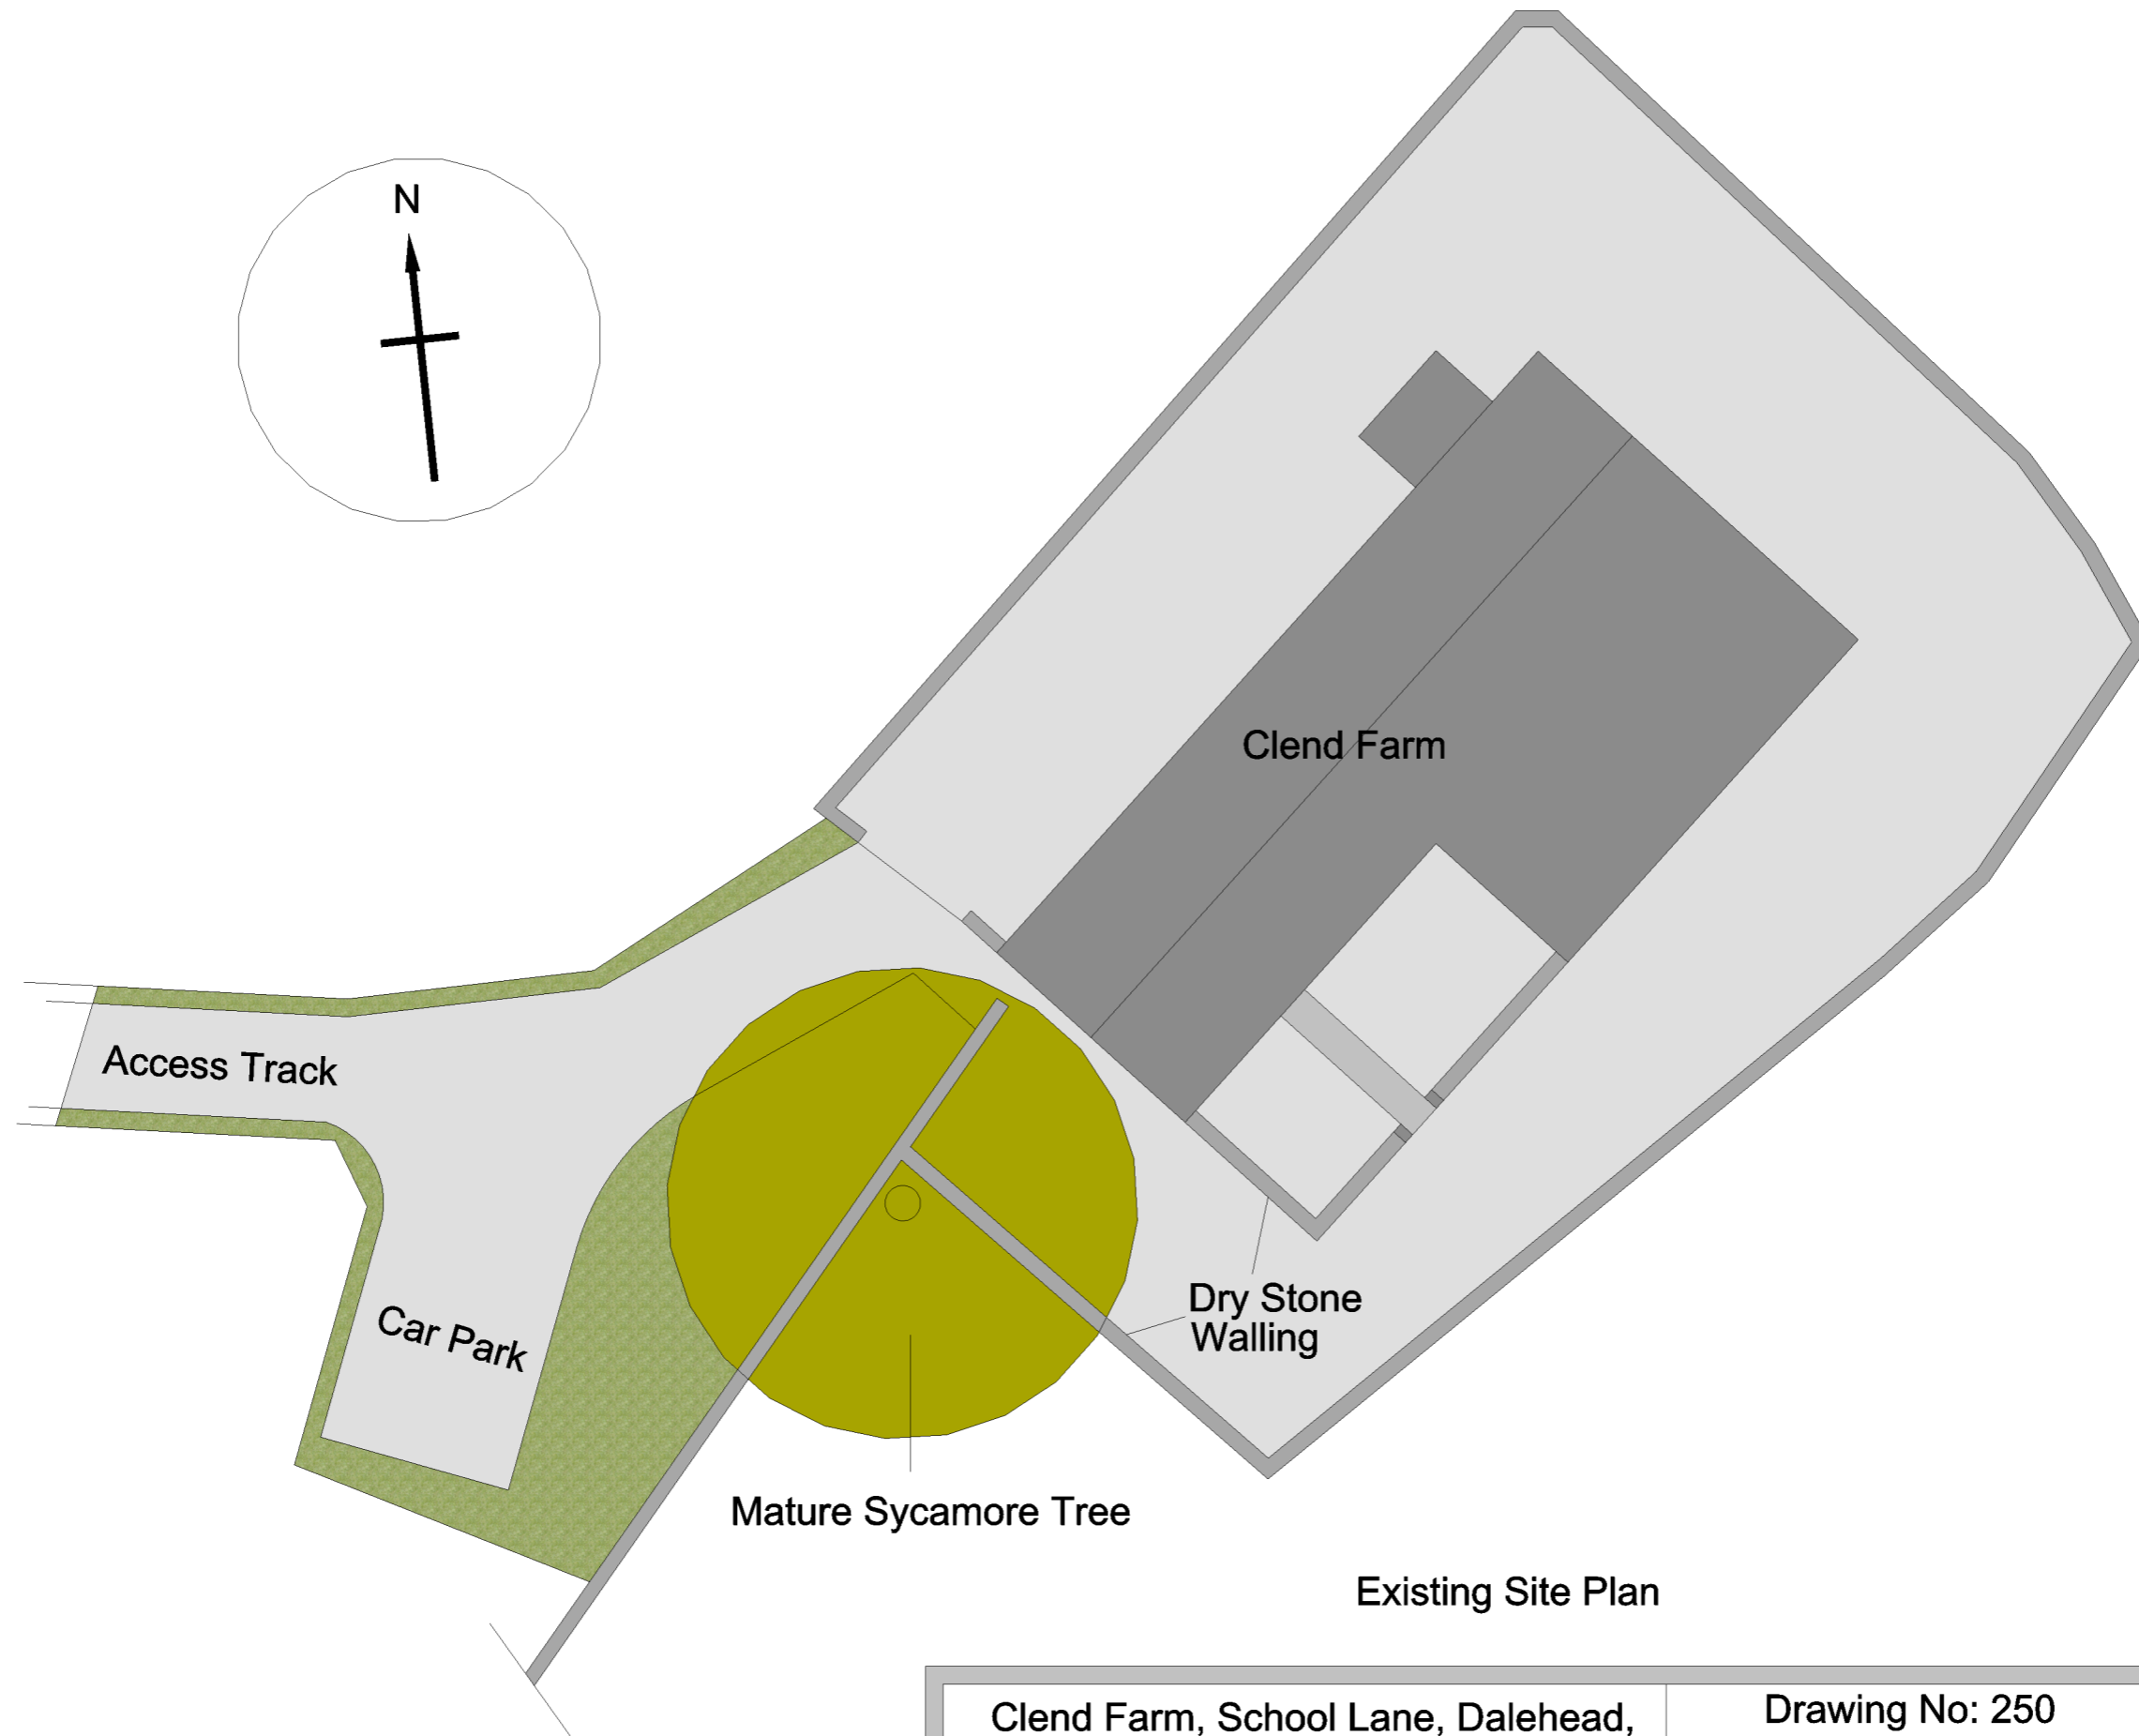 N
Clend Farm
Access Track
Car Park
Dry Stone
Walling
Mature Sycamore Tree
Existing Site Plan
Clend Farm, School Lane, Dalehead,
Drawing No: 250